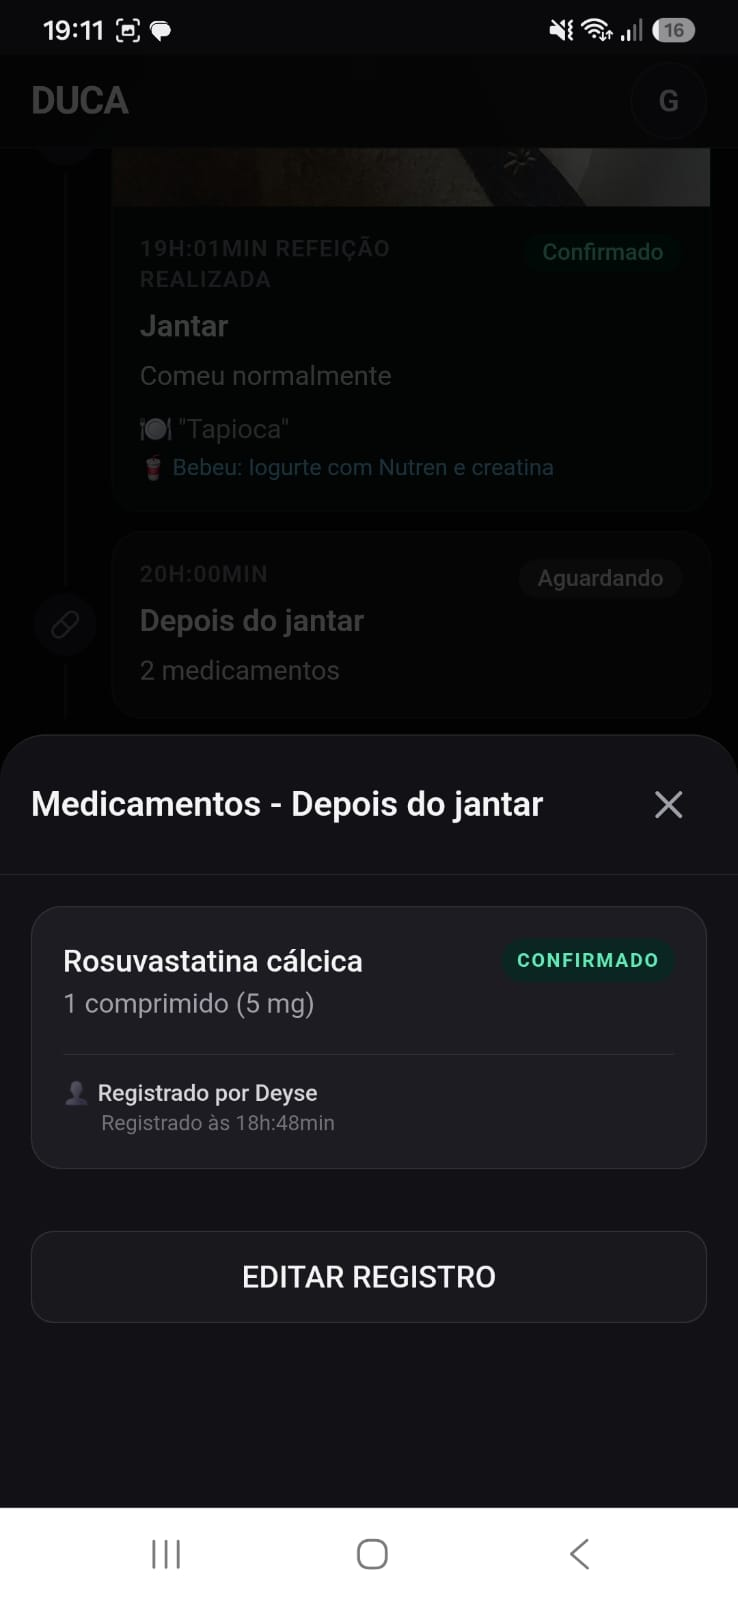 19:11
16
DUCA
G
19H:01MIN REFEIÇÃO
REALIZADA
Confirmado
Jantar
Comeu normalmente
🍽️ "Tapioca"
🥤 Bebeu: Iogurte com Nutren e creatina
20H:00MIN
Aguardando
Depois do jantar
2 medicamentos
Medicamentos - Depois do jantar
Rosuvastatina cálcica
CONFIRMADO
1 comprimido (5 mg)
👤 Registrado por Deyse
Registrado às 18h:48min
EDITAR REGISTRO